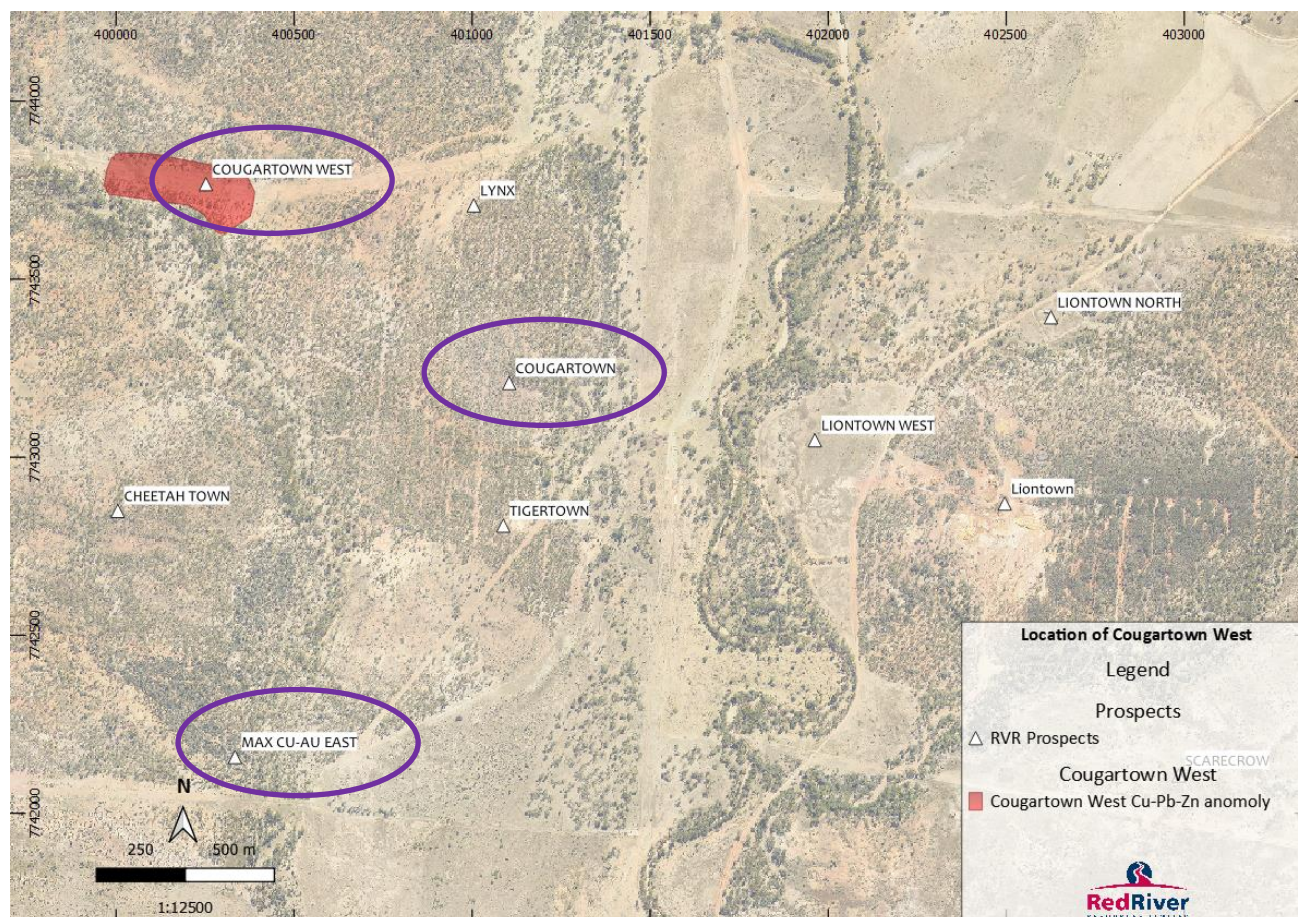 400000 400500 401000 401500 402000 402500 403000
7744000
COUGARTOWN WEST
LYNX
7743500
LIONTOWN NORTH
COUGARTOWN
LIONTOWN WEST
7743000
CHEETAH TOWN
Liontown
TIGERTOWN
7742500
MAX CU-AU EAST
7742000
N
250 500 m
1:12500
Location of Cougartown West
Legend
Prospects
RVR Prospects
SCARECROW
Cougartown West
Cougartown West Cu-Pb-Zn anomoly
RedRiver